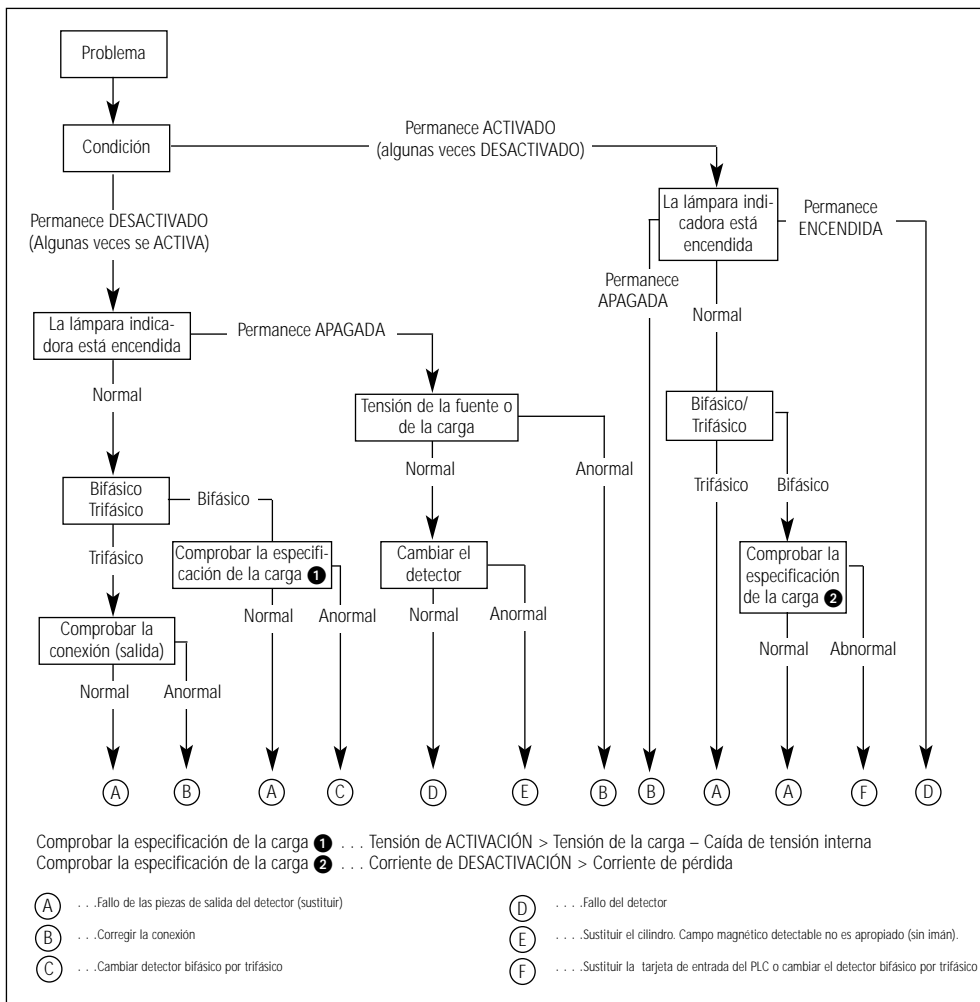 Problema
Condición
Permanece ACTIVADO
(algunas veces DESACTIVADO)
Permanece DESACTIVADO
(Algunas veces se ACTIVA)
La lámpara indi-
cadora está
encendida
Permanece
ENCENDIDA
Permanece
APAGADA
Normal
La lámpara indica-
dora está encendida
Permanece APAGADA
Normal
Tensión de la fuente o
de la carga
Normal
Anormal
Bifásico/
Trifásico
Trifásico
Bifásico
Bifásico
Trifásico
Bifásico
Trifásico
Comprobar la especifi-
cación de la carga ❶
Normal
Anormal
Cambiar el
detector
Normal
Anormal
Comprobar la
especificación
de la carga ❷
Normal
Abnormal
Comprobar la
conexión (salida)
Normal
Anormal
A B A C D E B B A A F D
Comprobar la especificación de la carga ❶ . . . Tensión de ACTIVACIÓN > Tensión de la carga – Caída de tensión interna
Comprobar la especificación de la carga ❷ . . . Corriente de DESACTIVACIÓN > Corriente de pérdida
A . . .Fallo de las piezas de salida del detector (sustituir)
B . . .Corregir la conexión
C . . .Cambiar detector bifásico por trifásico
D . . . .Fallo del detector
E . . . .Sustituir el cilindro. Campo magnético detectable no es apropiado (sin imán).
F . . . .Sustituir la tarjeta de entrada del PLC o cambiar el detector bifásico por trifásico